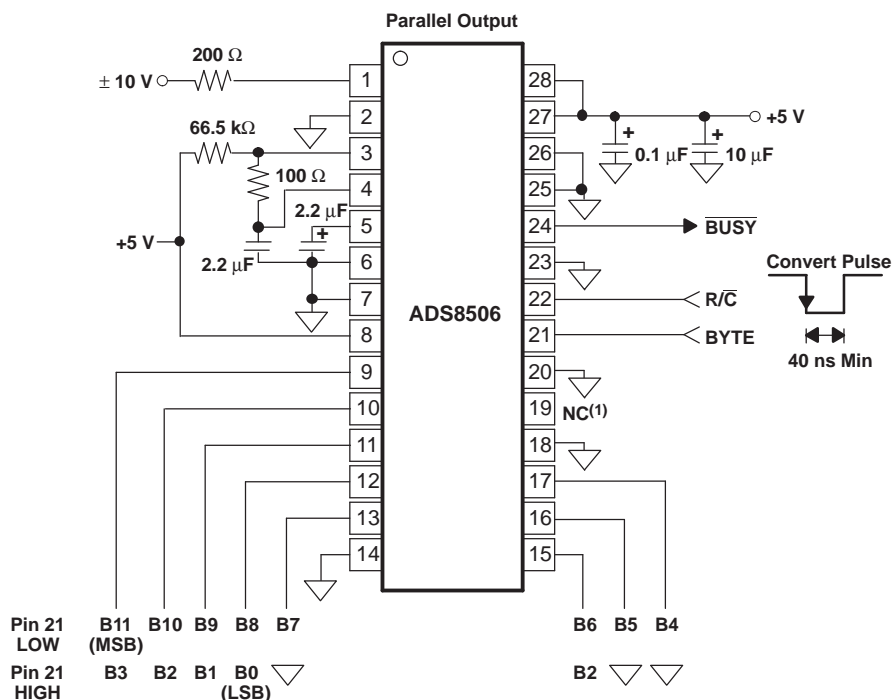 Parallel Output
200 Ω
± 10 V
1
28
2
27
+5 V
66.5 kΩ
3
26
0.1 µF
10 µF
+
+
100 Ω
4
25
2.2 µF
5
24
BUSY
+
+5 V
2.2 µF
6
23
Convert Pulse
7
ADS8506
22
R/C
8
21
BYTE
40 ns Min
9
20
10
19
NC(1)
11
18
12
17
13
16
14
15
Pin 21 LOW
B11 (MSB)
B10
B9
B8
B7
B6
B5
B4
Pin 21 HIGH
B3
B2
B1
B0 (LSB)
B2